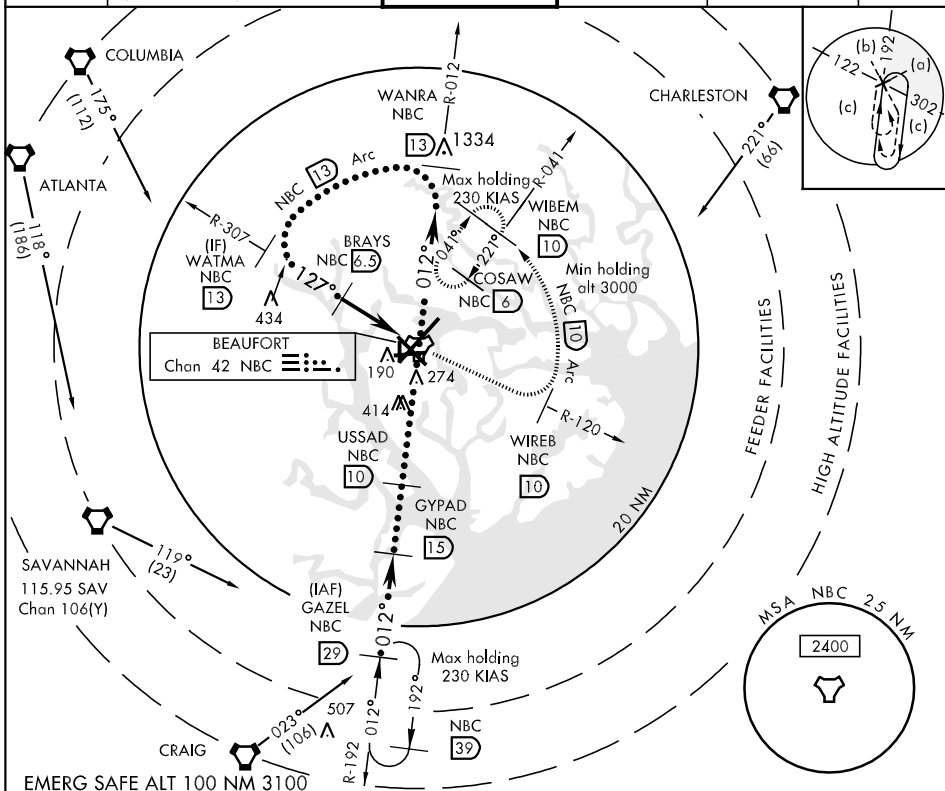 COLUMBIA
175°
(112)
ATLANTA
118°
(186)
WANRA
NBC
13
1334
R-012
NBC 13 Arc
Max holding
230 KIAS
R-041
CHARLESTON
221°
(66)
(b)
192
(a)
122
302
(c)
(c)
R-307
(IF)
WATMA
NBC
13
BRAYS
NBC 6.5
127°
434
012°
041°
221°
WIBEM
NBC
10
COSAW
NBC 6
Min holding
alt 3000
NBC 10 Arc
BEAUFORT
Chan 42 NBC
190
274
414
R-120
WIREB
NBC
10
USSAD
NBC
10
GYPAD
NBC
15
20 NM
FEEDER FACILITIES
HIGH ALTITUDE FACILITIES
SAVANNAH
115.95 SAV
Chan 106(Y)
119°
(23)
(IAF)
GAZEL
NBC
29
012°
Max holding
230 KIAS
012°
192°
NBC
39
R-192
CRAIG
023°
(106)
507
MSA NBC 25 NM
2400
EMERG SAFE ALT 100 NM 3100